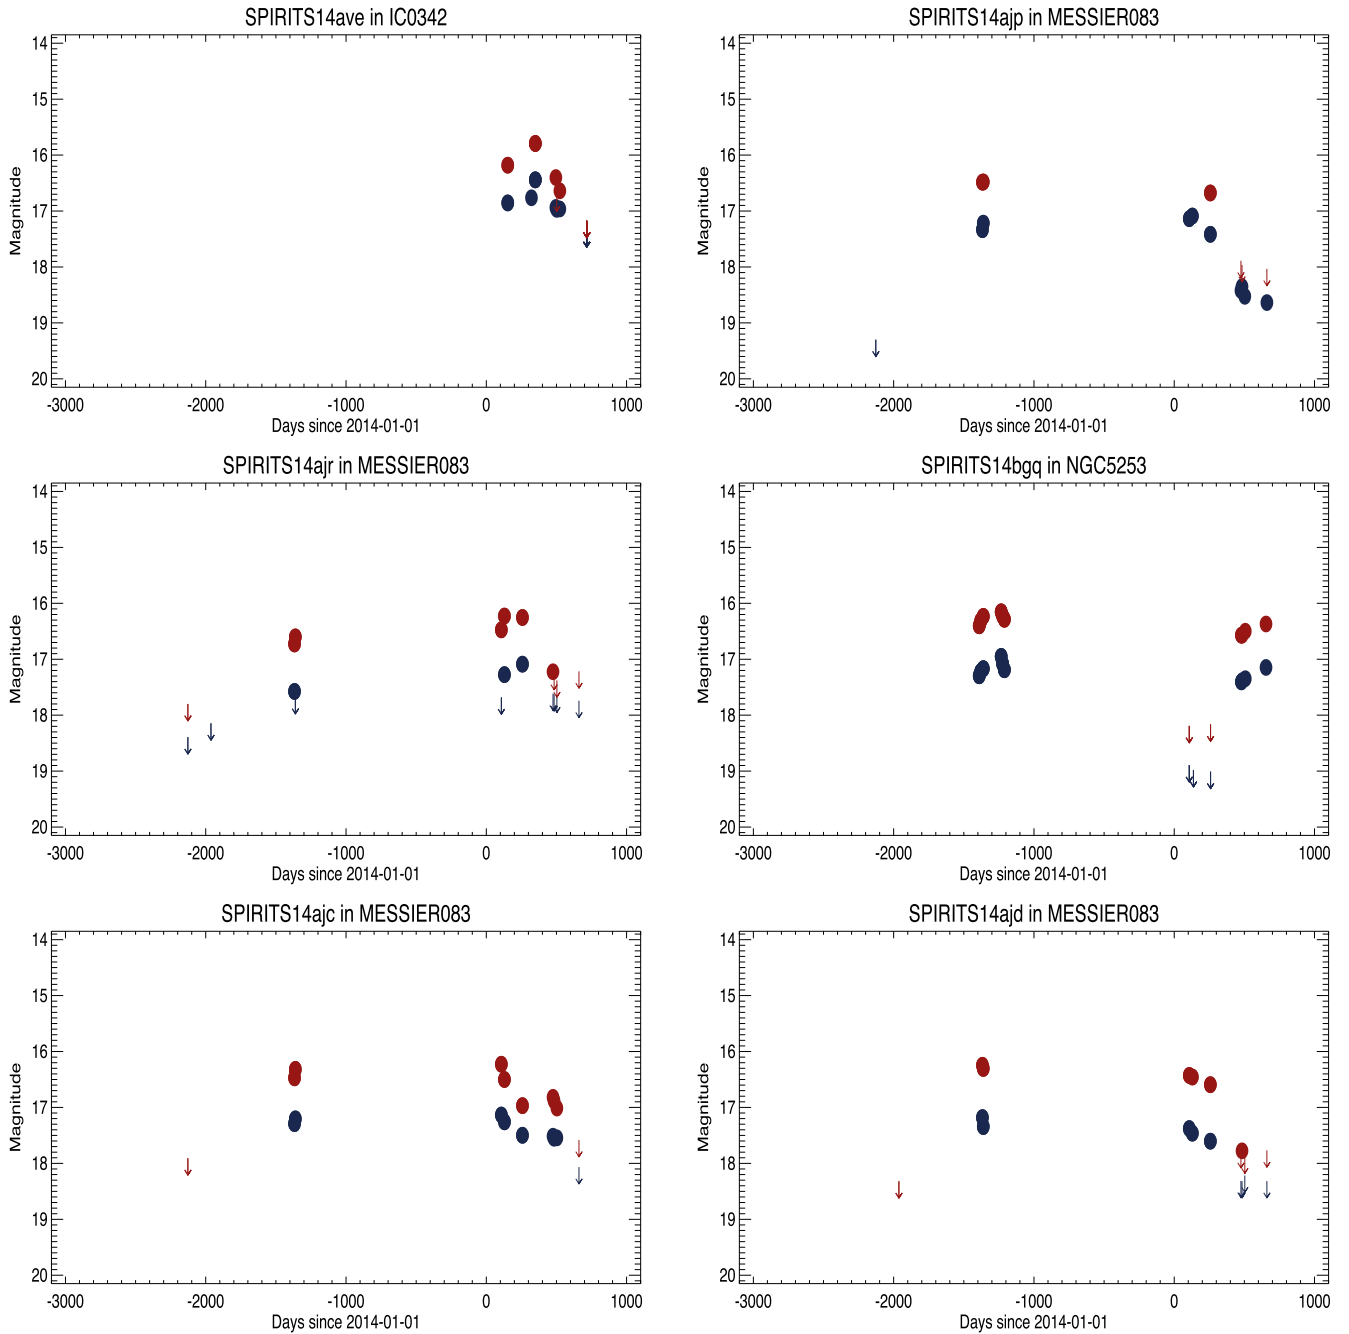 SPIRITS14ave in IC0342
14
15
16
17
18
19
20
Magnitude
-3000 -2000 -1000 0 1000
Days since 2014-01-01
SPIRITS14ajp in MESSIER083
14
15
16
17
18
19
20
Magnitude
-3000 -2000 -1000 0 1000
Days since 2014-01-01
SPIRITS14ajr in MESSIER083
14
15
16
17
18
19
20
Magnitude
-3000 -2000 -1000 0 1000
Days since 2014-01-01
SPIRITS14bgq in NGC5253
14
15
16
17
18
19
20
Magnitude
-3000 -2000 -1000 0 1000
Days since 2014-01-01
SPIRITS14ajc in MESSIER083
14
15
16
17
18
19
20
Magnitude
-3000 -2000 -1000 0 1000
Days since 2014-01-01
SPIRITS14ajd in MESSIER083
14
15
16
17
18
19
20
Magnitude
-3000 -2000 -1000 0 1000
Days since 2014-01-01